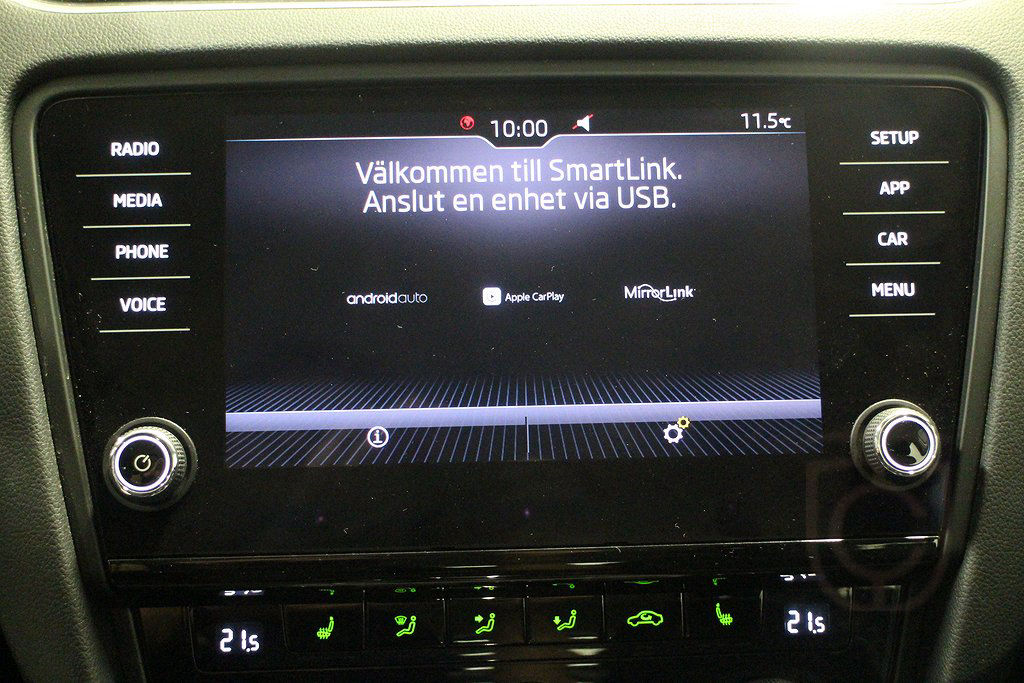 10:00
11.5°C
RADIO
MEDIA
PHONE
VOICE
Välkommen till SmartLink.
Anslut en enhet via USB.
androidauto
Apple CarPlay
MirrorLink
SETUP
APP
CAR
MENU
21.5
21.5